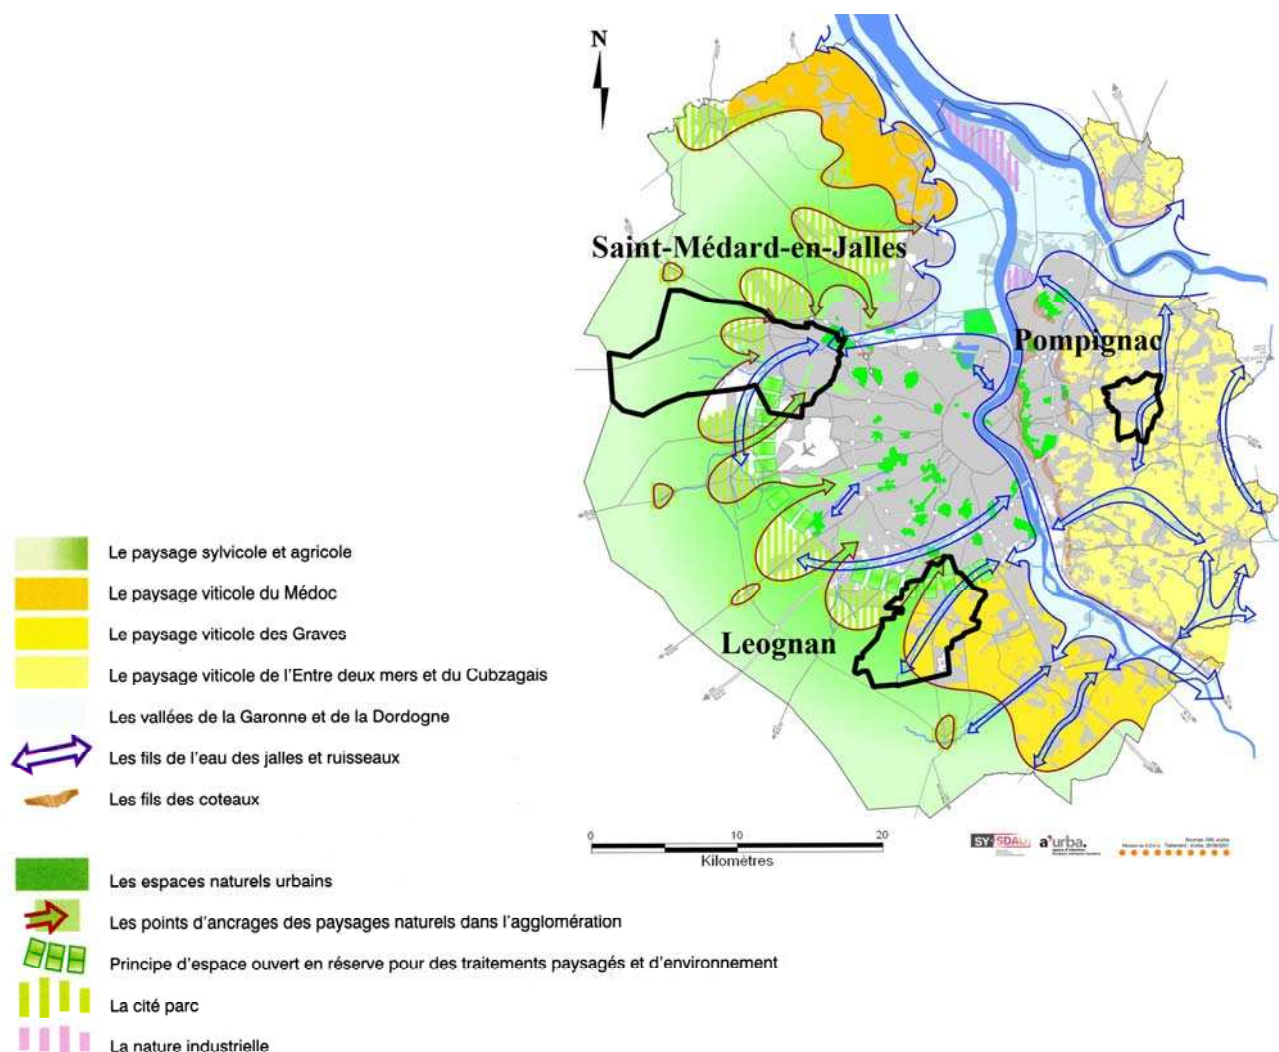 N
Saint-Médard-en-Jalles
Pompignac
Leognan
Le paysage sylvicole et agricole
Le paysage viticole du Médoc
Le paysage viticole des Graves
Le paysage viticole de l'Entre deux mers et du Cubzagais
Les vallées de la Garonne et de la Dordogne
Les fils de l'eau des jalles et ruisseaux
Les fils des coteaux
0 10 20
Kilomètres
SY-SDAU
a'urba.
Les espaces naturels urbains
Les points d'ancrages des paysages naturels dans l'agglomération
Principe d'espace ouvert en réserve pour des traitements paysagés et d'environnement
La cité parc
La nature industrielle